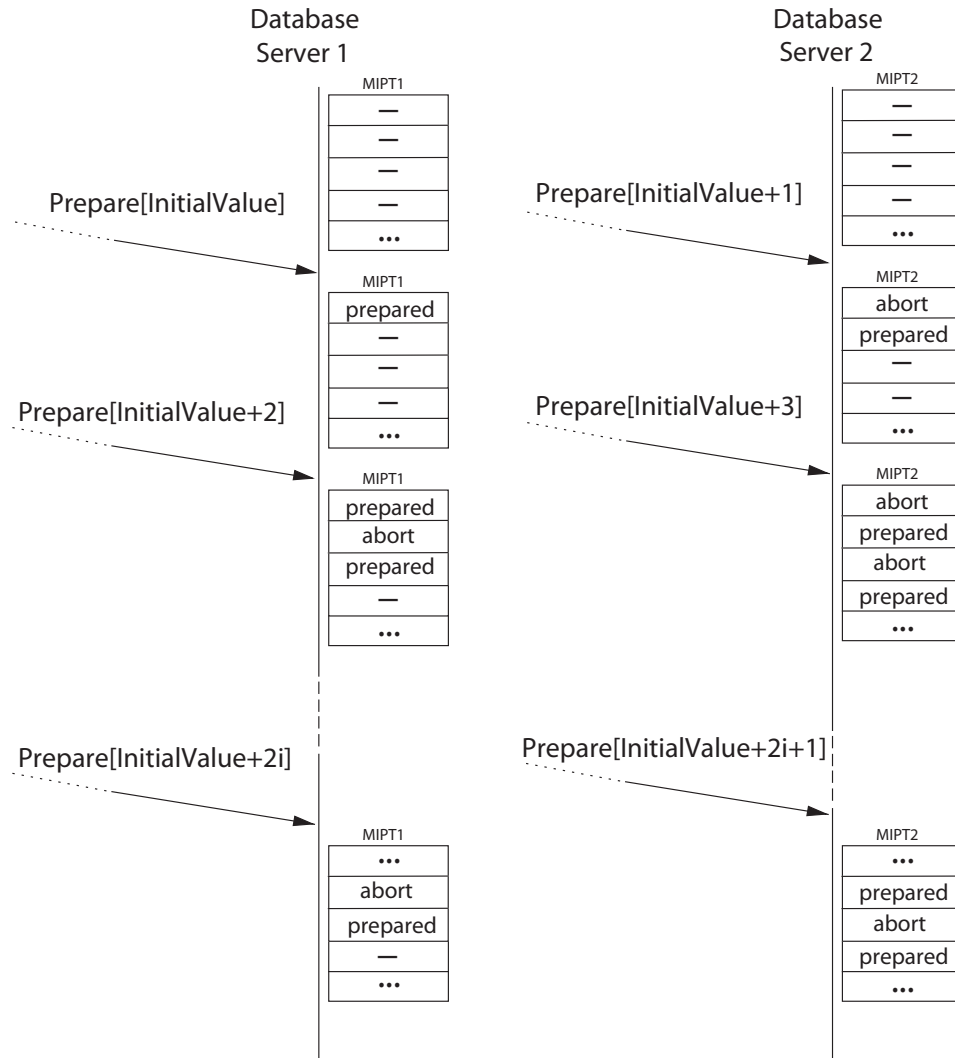 Database
Server 1
MIPT1
—
—
—
—
...
Prepare[InitialValue]
MIPT1
prepared
—
—
—
...
Prepare[InitialValue+2]
MIPT1
prepared
abort
prepared
—
...
Prepare[InitialValue+2i]
MIPT1
...
abort
prepared
—
...
Database
Server 2
MIPT2
—
—
—
—
...
Prepare[InitialValue+1]
MIPT2
abort
prepared
—
—
...
Prepare[InitialValue+3]
MIPT2
abort
prepared
abort
prepared
...
Prepare[InitialValue+2i+1]
MIPT2
...
prepared
abort
prepared
...